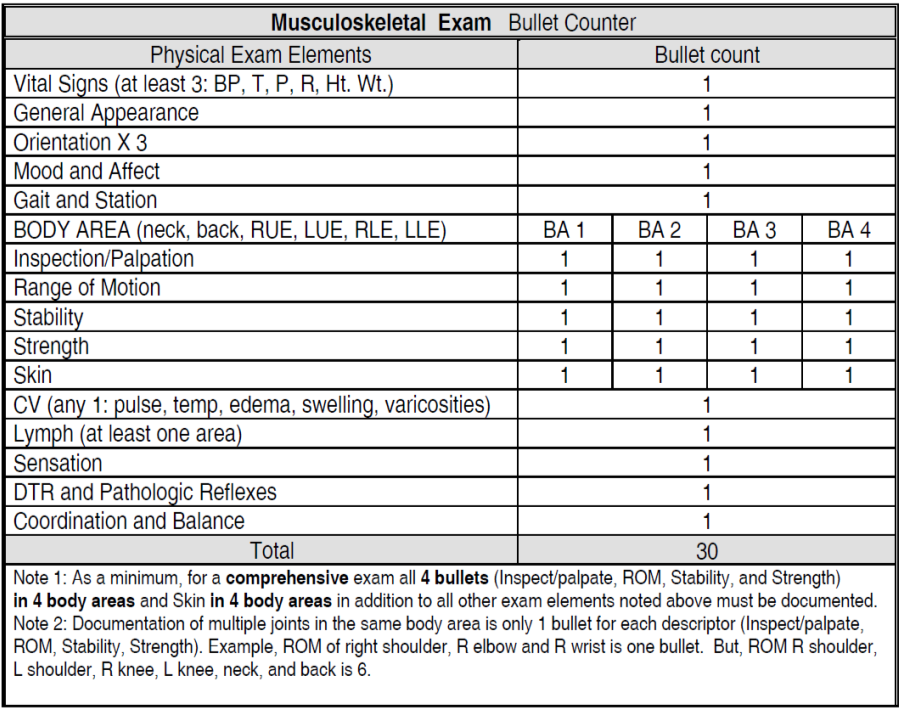 Musculoskeletal Exam Bullet Counter
Physical Exam Elements Bullet count
Vital Signs (at least 3: BP, T, P, R, Ht. Wt.) 1
General Appearance 1
Orientation X 3 1
Mood and Affect 1
Gait and Station 1
BODY AREA (neck, back, RUE, LUE, RLE, LLE) BA 1 BA 2 BA 3 BA 4
Inspection/Palpation 1 1 1 1
Range of Motion 1 1 1 1
Stability 1 1 1 1
Strength 1 1 1 1
Skin 1 1 1 1
CV (any 1: pulse, temp, edema, swelling, varicosities) 1
Lymph (at least one area) 1
Sensation 1
DTR and Pathologic Reflexes 1
Coordination and Balance 1
Total 30
Note 1: As a minimum, for a comprehensive exam all 4 bullets (Inspect/palpate, ROM, Stability, and Strength)
in 4 body areas and Skin in 4 body areas in addition to all other exam elements noted above must be documented.
Note 2: Documentation of multiple joints in the same body area is only 1 bullet for each descriptor (Inspect/palpate,
ROM, Stability, Strength). Example, ROM of right shoulder, R elbow and R wrist is one bullet. But, ROM R shoulder,
L shoulder, R knee, L knee, neck, and back is 6.